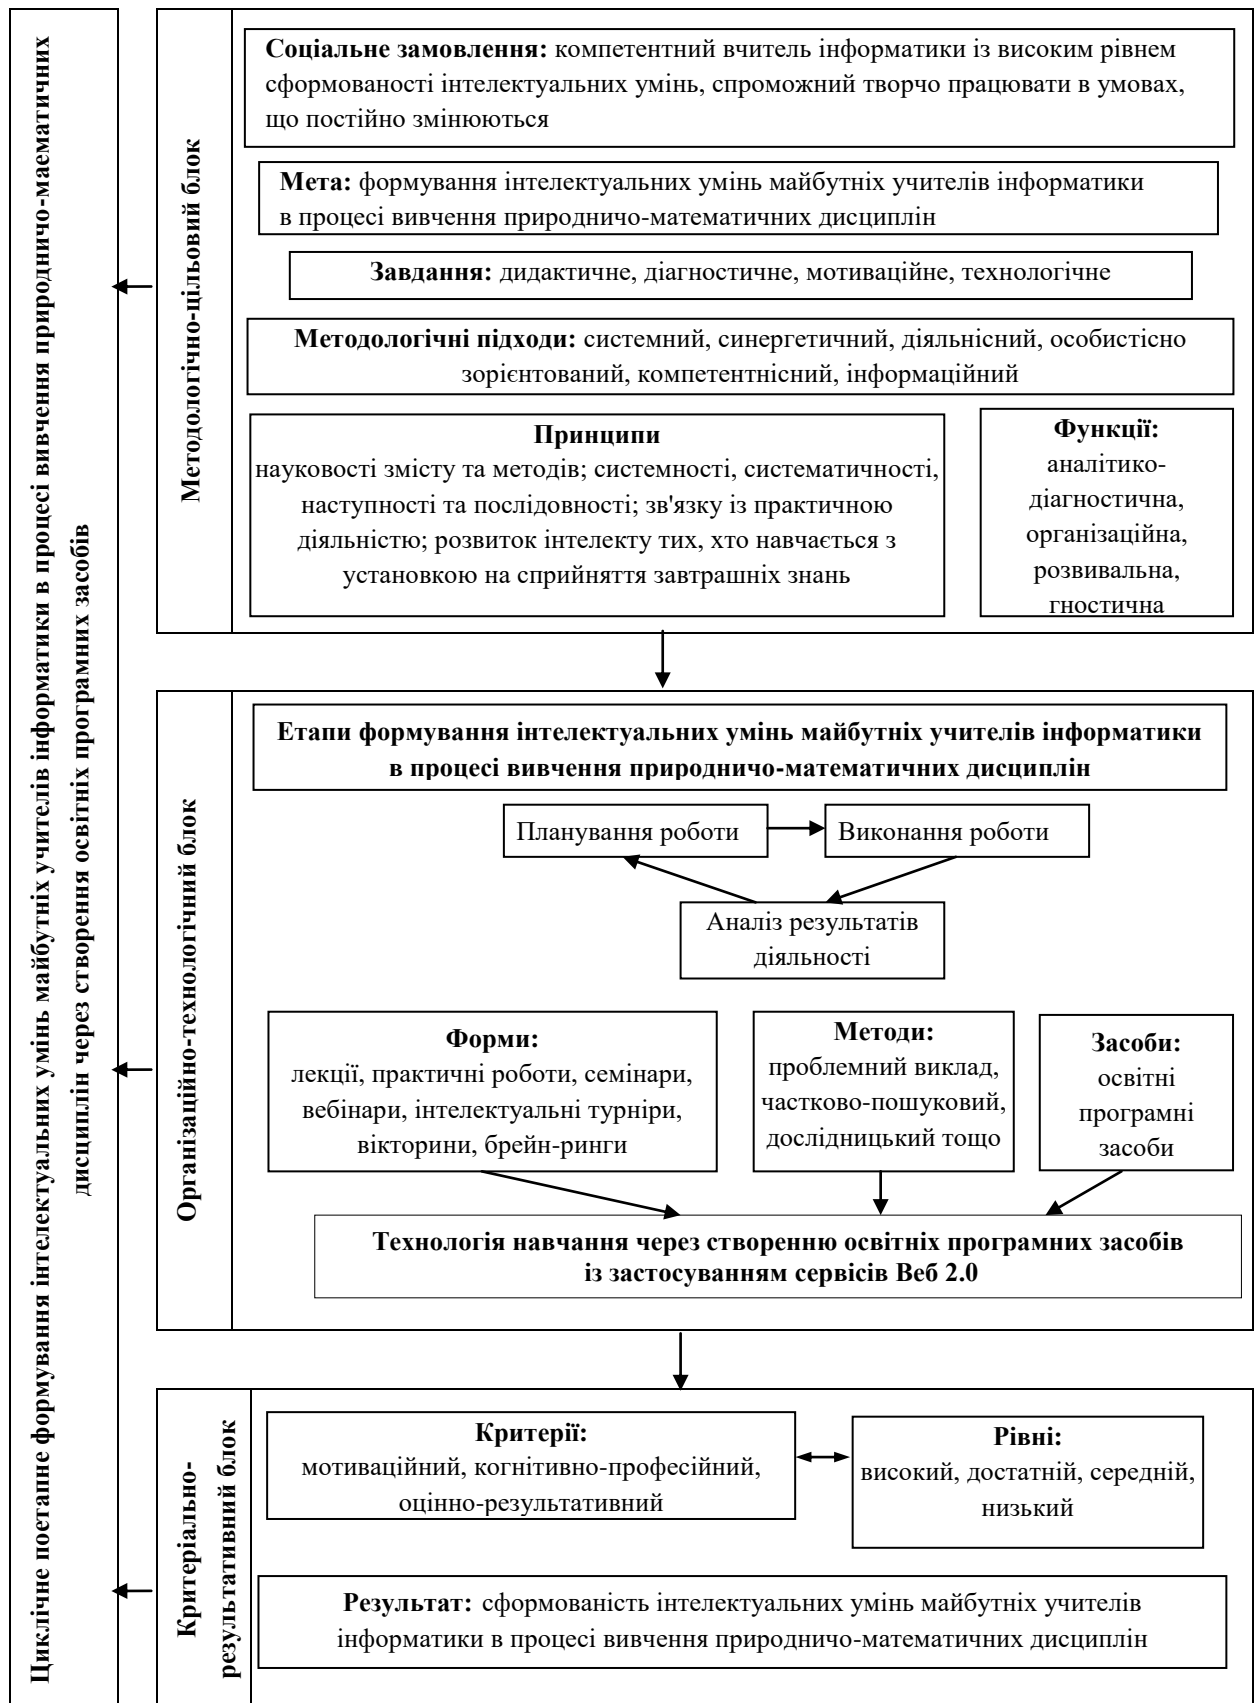 Циклічне поетапне формування інтелектуальних умінь майбутніх учителів інформатики в процесі вивчення природничо-маематичних
дисциплін через створення освітніх програмних засобів
Методологічно-цільовий блок
Соціальне замовлення: компетентний вчитель інформатики із високим рівнем
сформованості інтелектуальних умінь, спроможний творчо працювати в умовах,
що постійно змінюються
Мета: формування інтелектуальних умінь майбутніх учителів інформатики
в процесі вивчення природничо-математичних дисциплін
Завдання: дидактичне, діагностичне, мотиваційне, технологічне
Методологічні підходи: системний, синергетичний, діяльнісний, особистісно
зорієнтований, компетентнісний, інформаційний
Принципи
науковості змісту та методів; системності, систематичності,
наступності та послідовності; зв'язку із практичною
діяльністю; розвиток інтелекту тих, хто навчається з
установкою на сприйняття завтрашніх знань
Функції:
аналітико-
діагностична,
організаційна,
розвивальна,
гностична
Організаційно-технологічний блок
Етапи формування інтелектуальних умінь майбутніх учителів інформатики
в процесі вивчення природничо-математичних дисциплін
Планування роботи
Виконання роботи
Аналіз результатів
діяльності
Форми:
лекції, практичні роботи, семінари,
вебінари, інтелектуальні турніри,
вікторини, брейн-ринги
Методи:
проблемний виклад,
частково-пошуковий,
дослідницький тощо
Засоби:
освітні
програмні
засоби
Технологія навчання через створенню освітніх програмних засобів
із застосуванням сервісів Веб 2.0
Критеріально-
результативний блок
Критерії:
мотиваційний, когнітивно-професійний,
оцінно-результативний
Рівні:
високий, достатній, середній,
низький
Результат: сформованість інтелектуальних умінь майбутніх учителів
інформатики в процесі вивчення природничо-математичних дисциплін